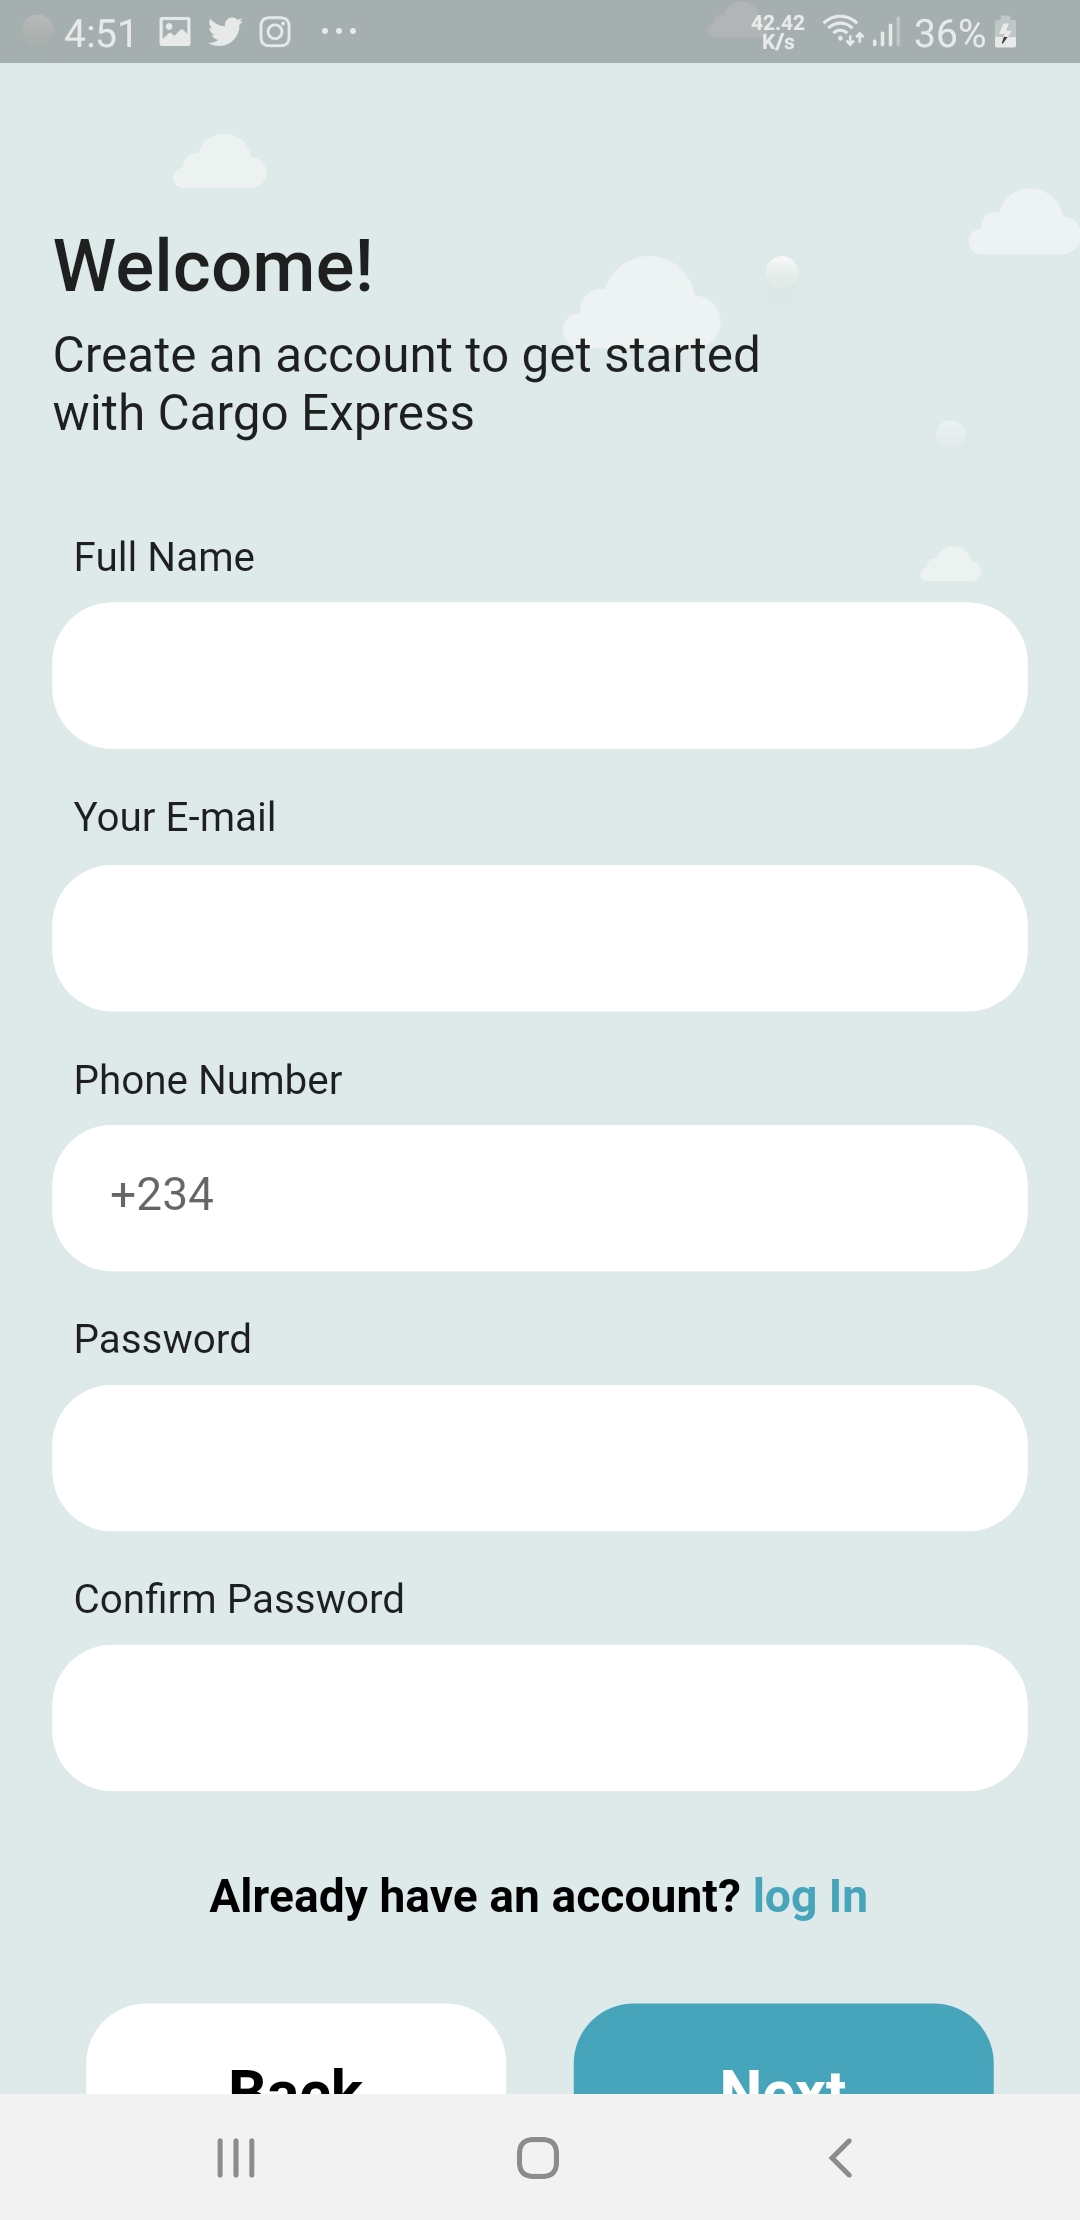 4:51 42.42 K/s 36%
Welcome!
Create an account to get started
with Cargo Express
Full Name
Your E-mail
Phone Number
+234
Password
Confirm Password
Already have an account? log In
Back Next